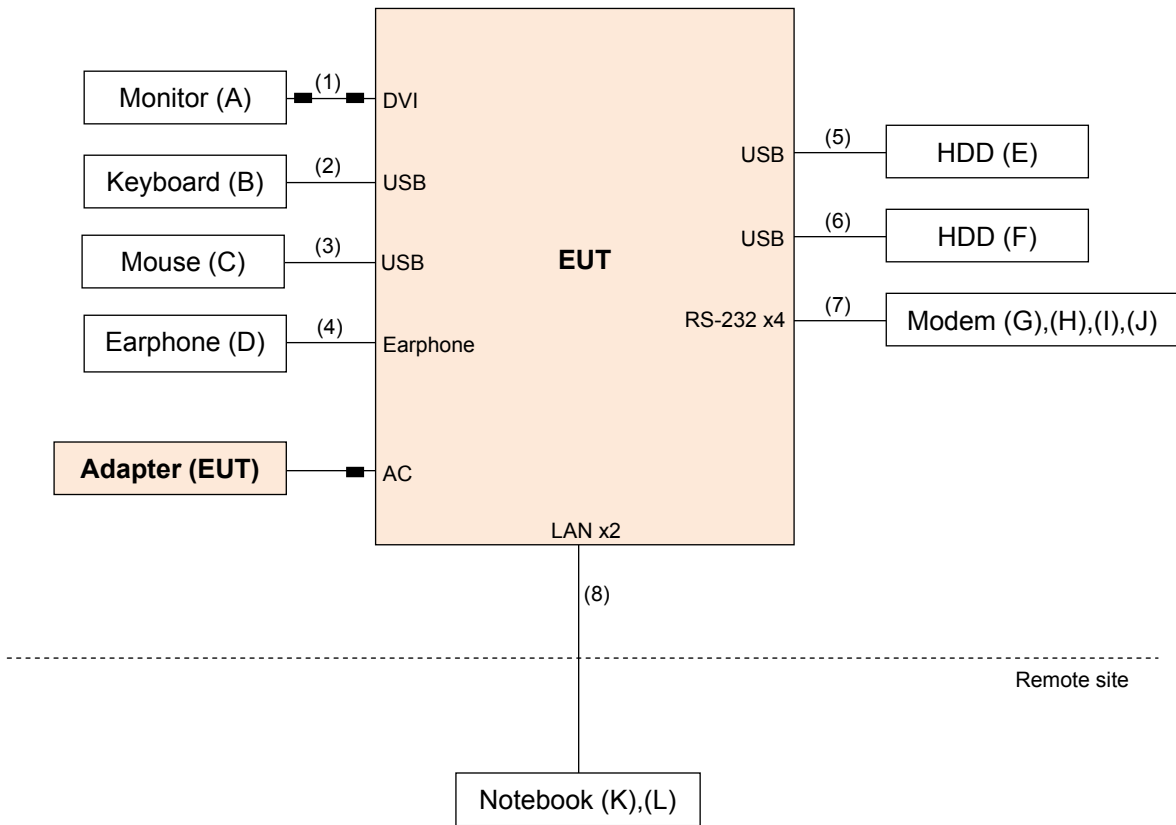 Monitor (A)
(1)
DVI
Keyboard (B)
(2)
USB
Mouse (C)
(3)
USB
Earphone (D)
(4)
Earphone
Adapter (EUT)
AC
EUT
USB
(5)
HDD (E)
USB
(6)
HDD (F)
RS-232 x4
(7)
Modem (G),(H),(I),(J)
LAN x2
(8)
Remote site
Notebook (K),(L)